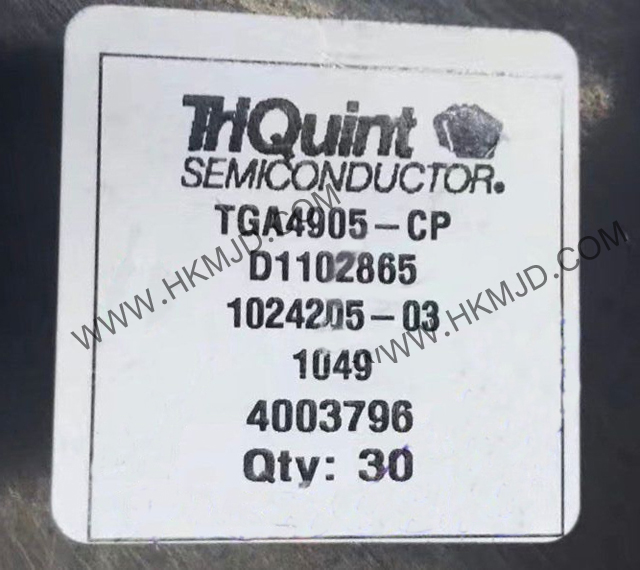 TriQuint
SEMICONDUCTOR.
TGA4905-CP
D1102865
1024205-03
1049
4003796
Qty: 30
WWW.HKMJD.COM
WWW.HKMJD.COM